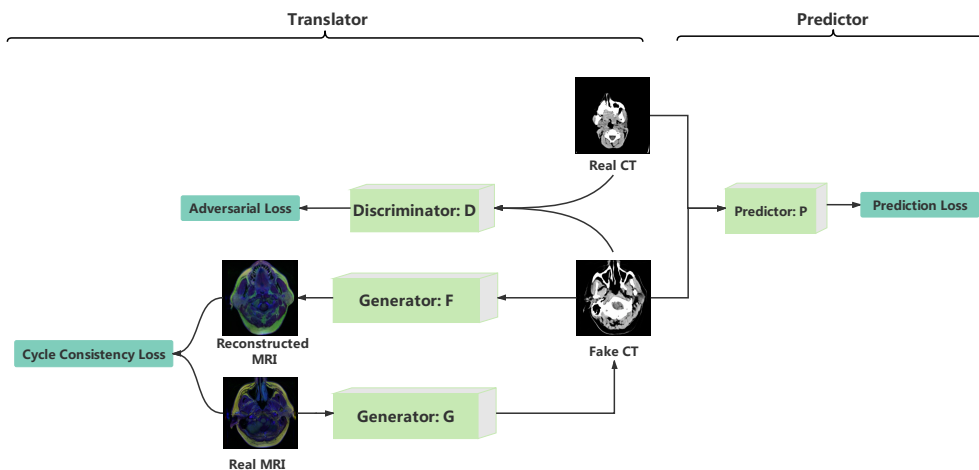 Translator
Predictor
Real CT
Adversarial Loss
Discriminator: D
Predictor: P
Prediction Loss
Generator: F
Reconstructed
MRI
Fake CT
Cycle Consistency Loss
Generator: G
Real MRI